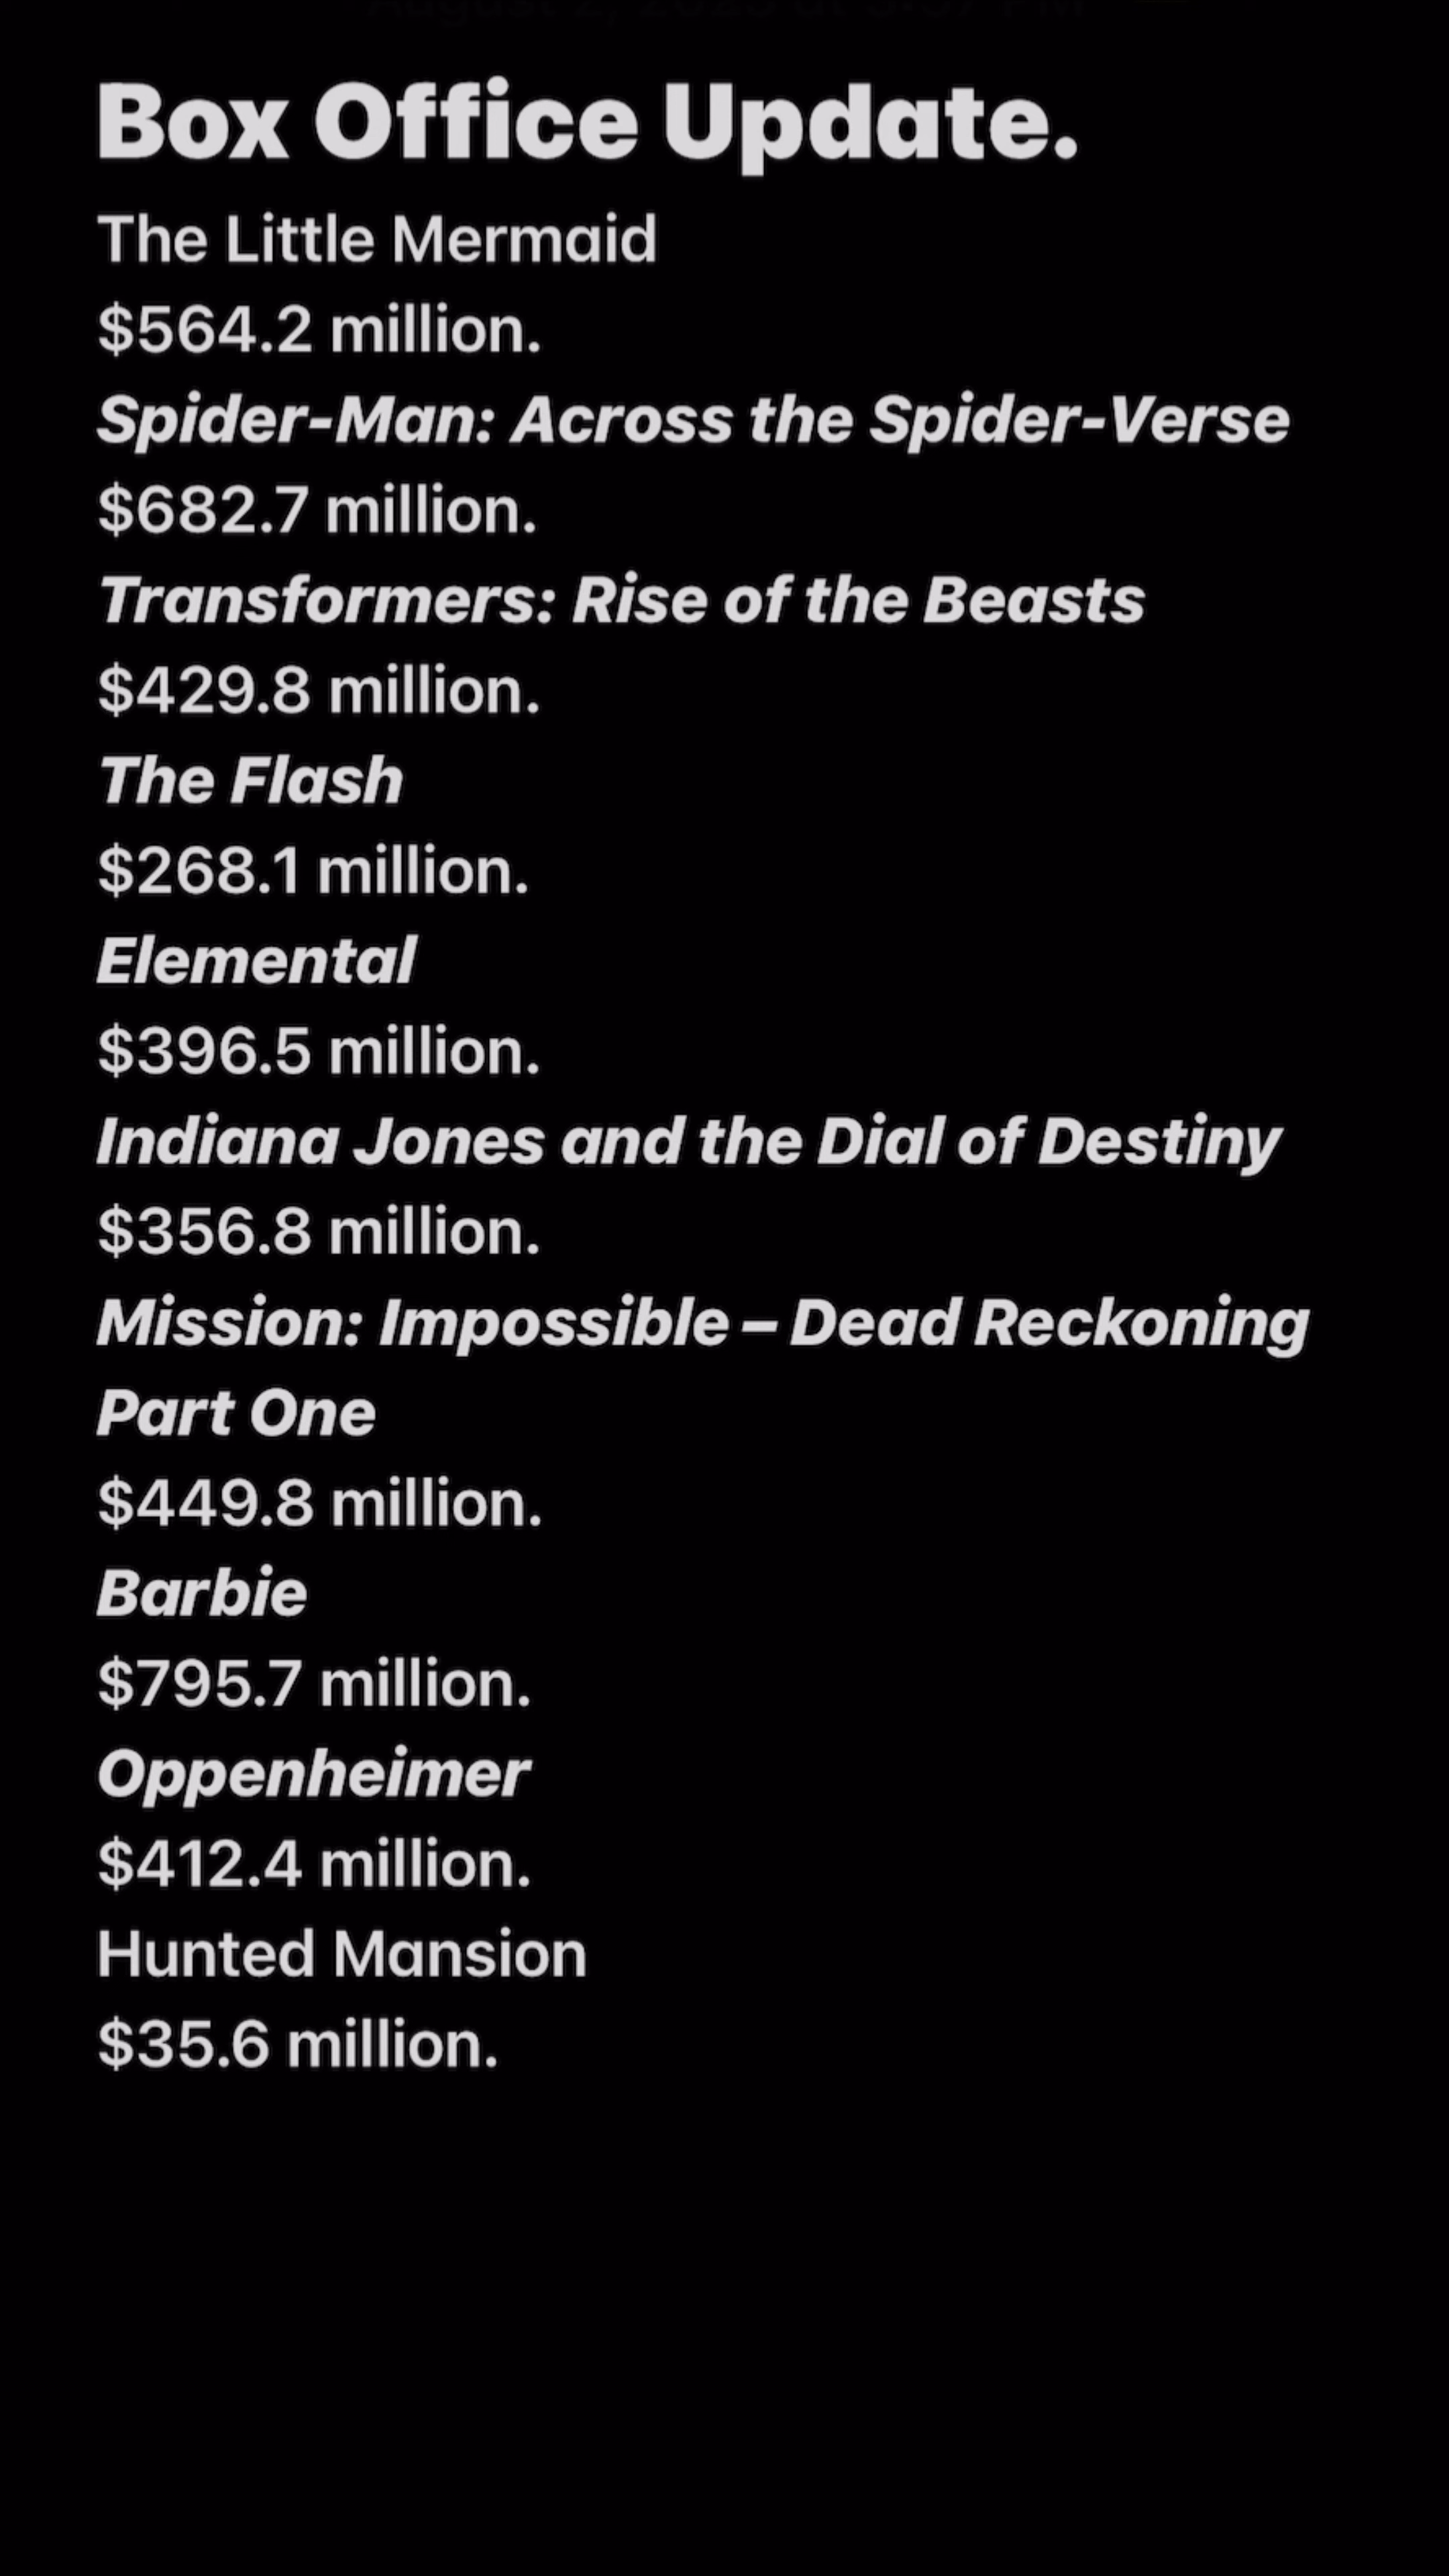 Box Office Update.
The Little Mermaid
$564.2 million.
Spider-Man: Across the Spider-Verse
$682.7 million.
Transformers: Rise of the Beasts
$429.8 million.
The Flash
$268.1 million.
Elemental
$396.5 million.
Indiana Jones and the Dial of Destiny
$356.8 million.
Mission: Impossible – Dead Reckoning
Part One
$449.8 million.
Barbie
$795.7 million.
Oppenheimer
$412.4 million.
Hunted Mansion
$35.6 million.